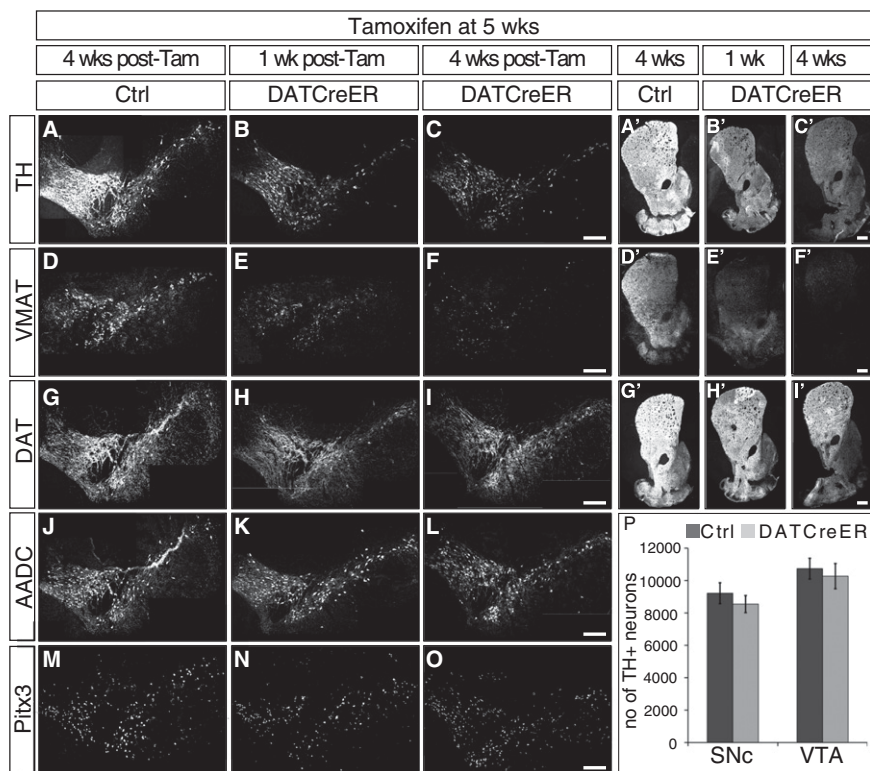 Tamoxifen at 5 wks
4 wks post-Tam 1 wk post-Tam 4 wks post-Tam 4 wks 1 wk 4 wks
Ctrl DATCreER DATCreER Ctrl DATCreER
TH A B C A' B' C'
VMAT D E F D' E' F'
DAT G H I G' H' I'
AADC J K L
Pitx3 M N O
P Ctrl DATCreER
no of TH+ neurons
12000
10000
8000
6000
4000
2000
0
SNc VTA